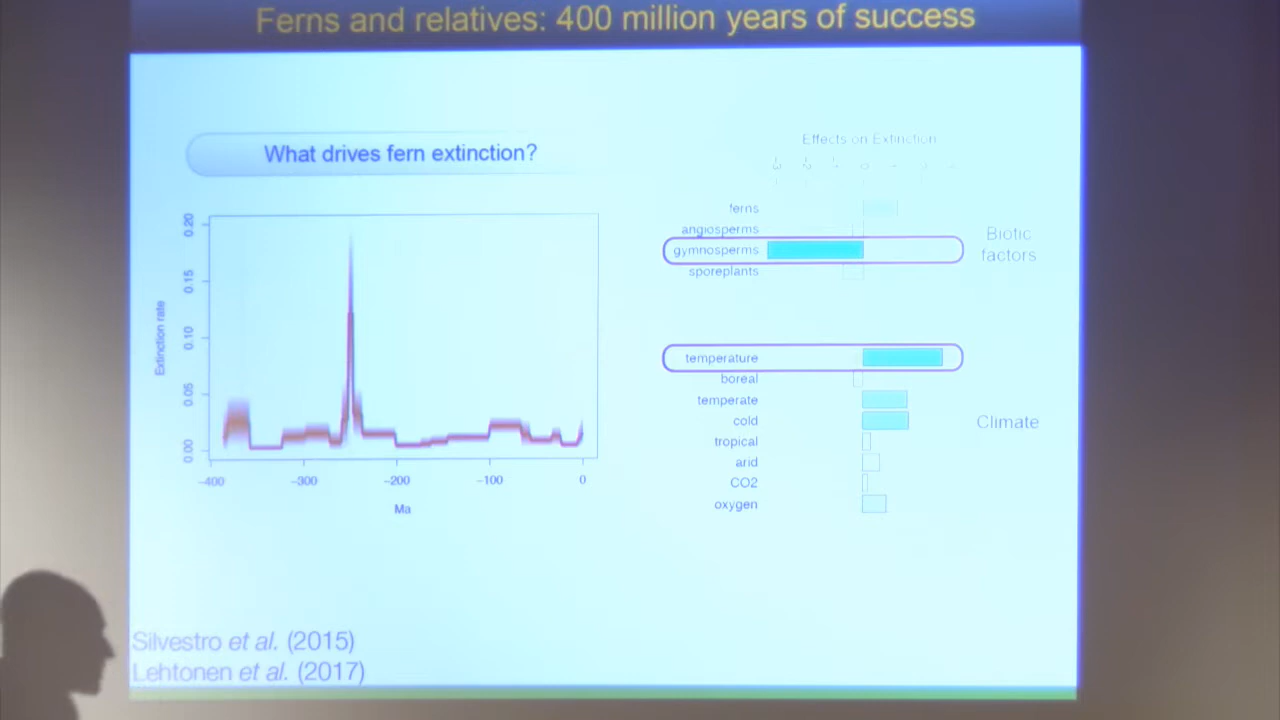 Ferns and relatives: 400 million years of success
What drives fern extinction?
Extinction rate
0.20
0.15
0.10
0.05
0.00
−400
−300
−200
−100
0
Ma
Effects on Extinction
ferns
angiosperms
gymnosperms
sporeplants
Biotic
factors
temperature
boreal
temperate
cold
tropical
arid
CO2
oxygen
Climate
Silvestro et al. (2015)
Lehtonen et al. (2017)